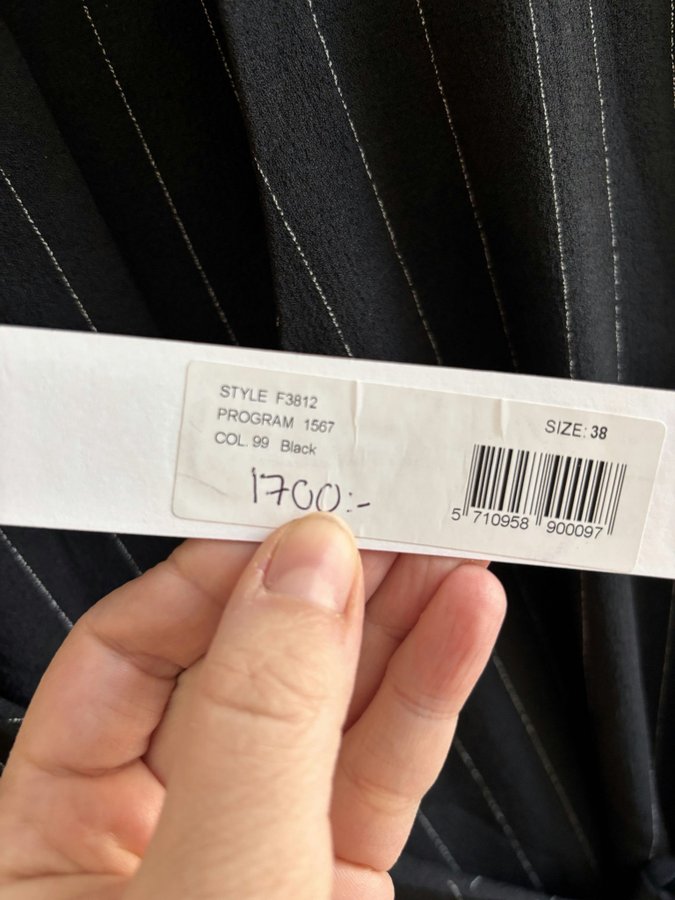 STYLE F3812
PROGRAM 1567
COL. 99 Black
1700:-
SIZE: 38
5 710958 900097